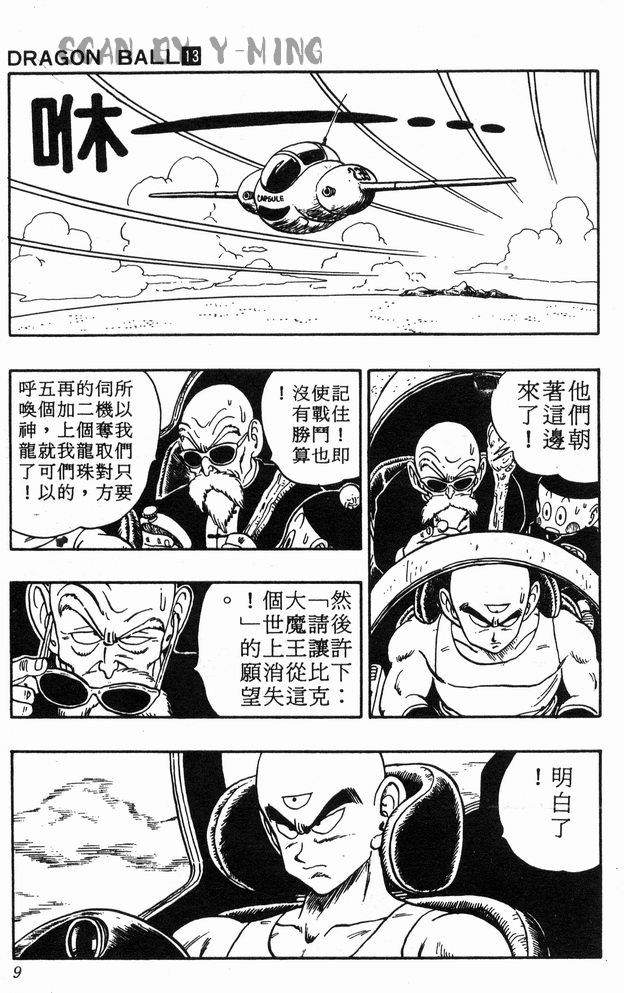 SCAN BY Y-MING
DRAGON BALL 13
咻
CAPSULE
他們朝
著這邊
來了！
記住！即
使戰鬥也
沒有勝算
！
所以我們只要
伺機奪取對方
的二個龍珠，
再加上我們的
五個，就可以
呼喚神龍了！
然後許下：
「請讓比克
大魔王從這
個世上消失
！」的願望
。
明白了
！
9